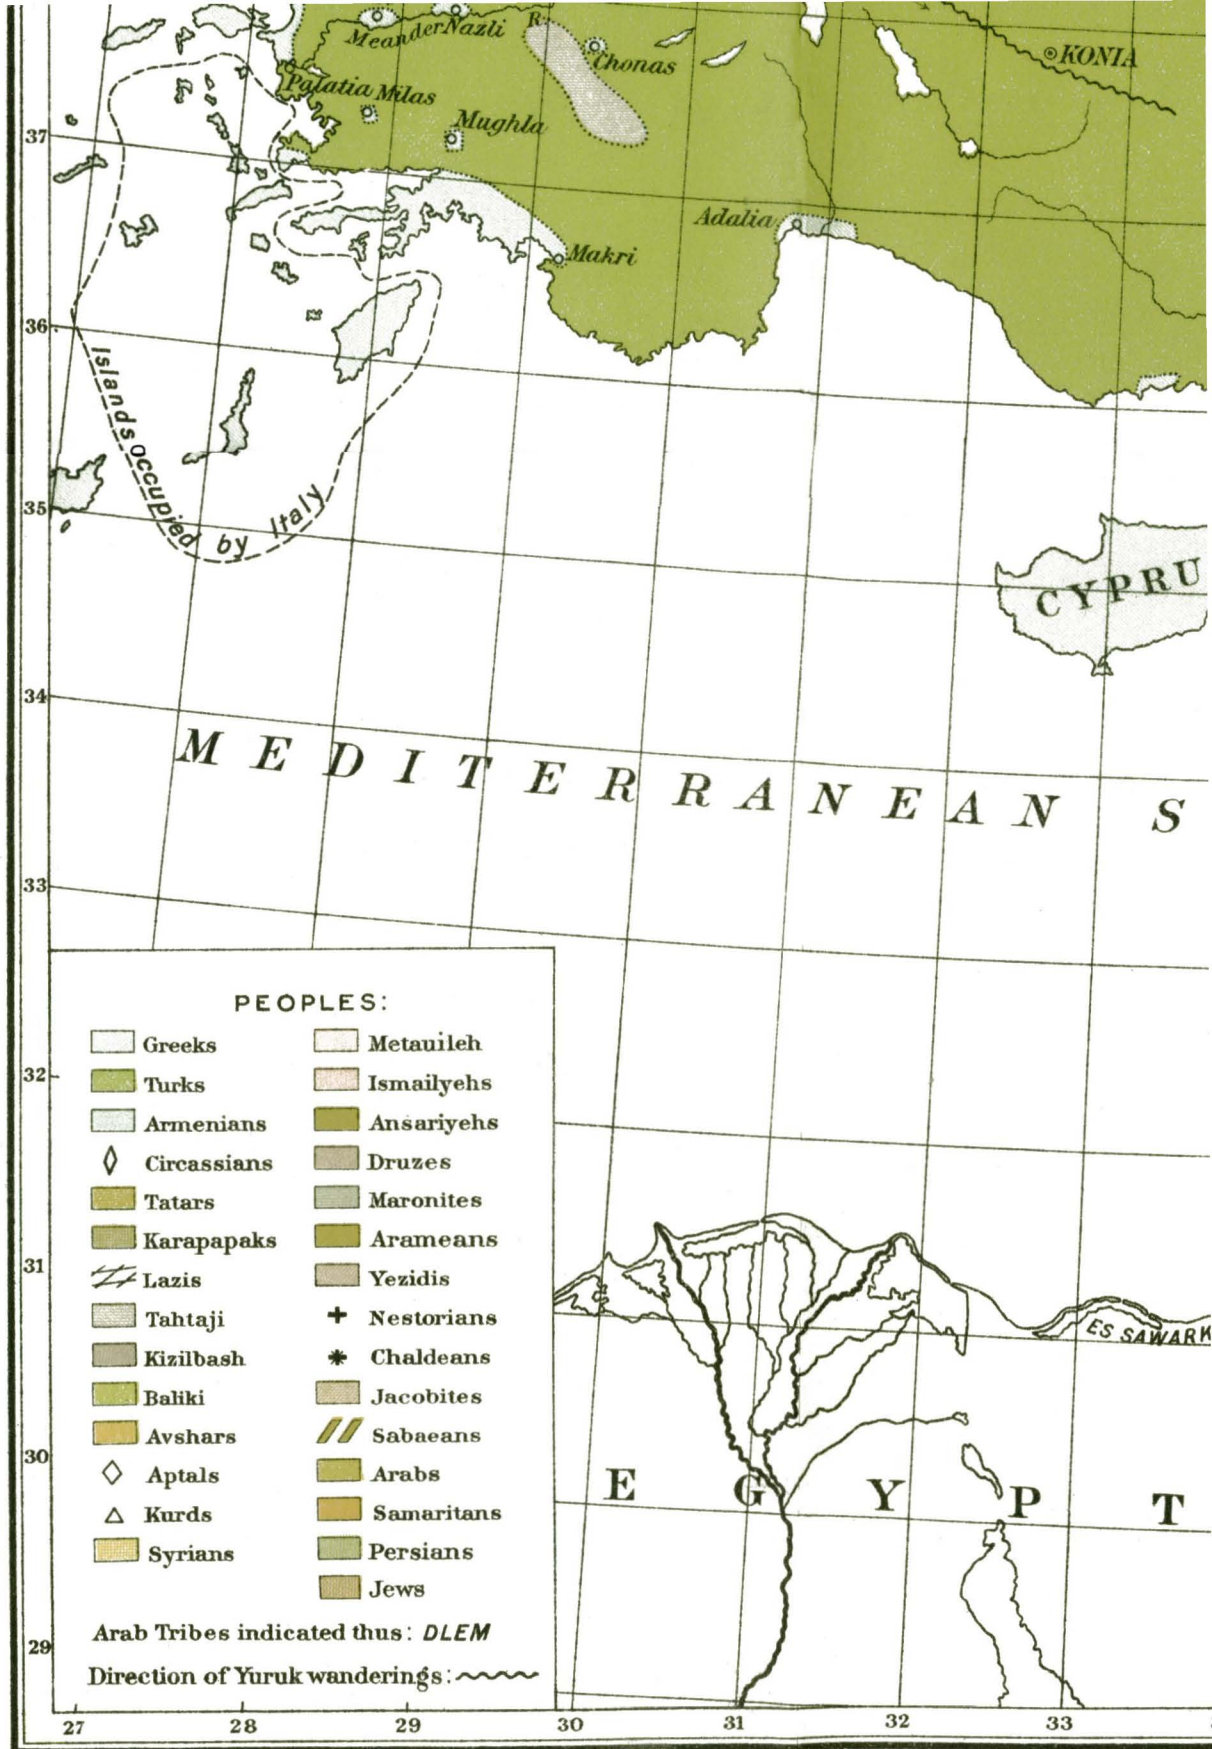 R.
Meander Nazli
Chonas
KONIA
Palatia Milas
Mughla
37
Adalia
Makri
36
Islands occupied by Italy
35
CYPRU
34
MEDITERRANEAN S
33
PEOPLES:
Greeks
Turks
Armenians
Circassians
Tatars
Karapapaks
Lazis
Tahtaji
Kizilbash
Baliki
Avshars
Aptals
Kurds
Syrians
Metauileh
Ismailyehs
Ansariyehs
Druzes
Maronites
Arameans
Yezidis
Nestorians
Chaldeans
Jacobites
Sabaeans
Arabs
Samaritans
Persians
Jews
Arab Tribes indicated thus: DLEM
Direction of Yuruk wanderings:
32
31
ES SAWARK
30
EGYPT
29
27 28 29 30 31 32 33